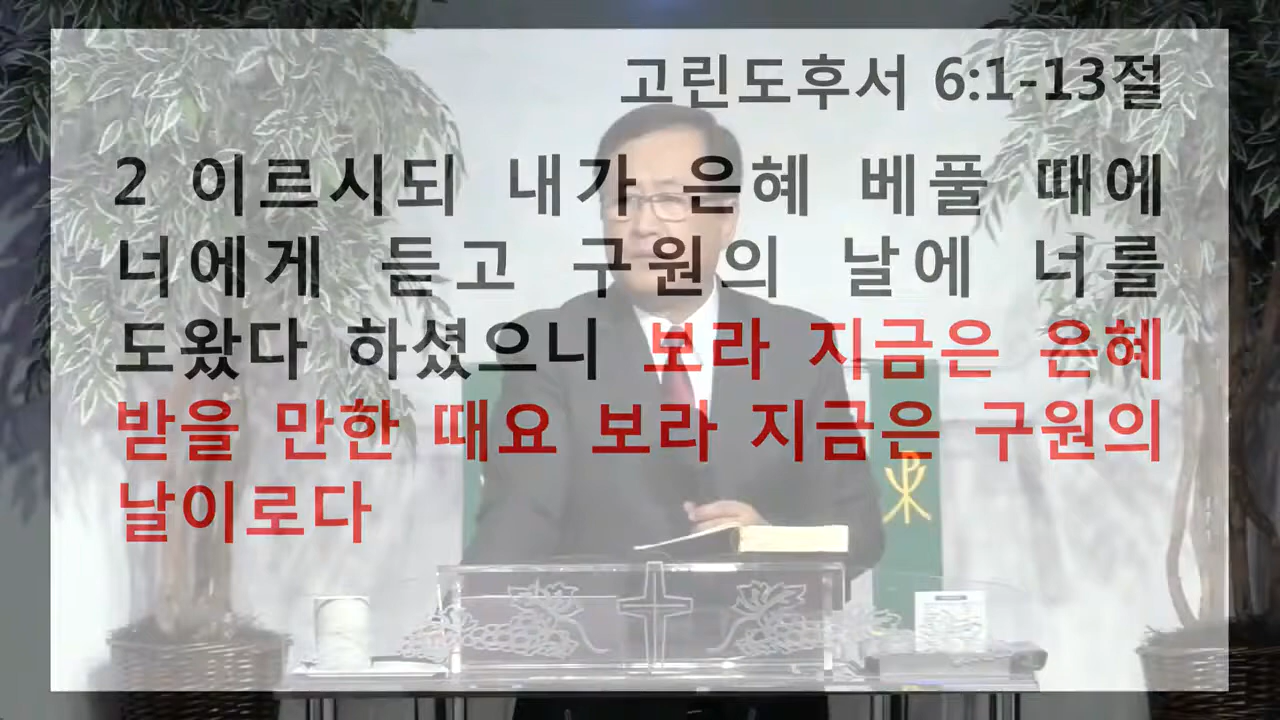 고린도후서 6:1-13절
2 이르시되 내가 은혜 베풀 때에
너에게 듣고 구원의 날에 너를
도왔다 하셨으니 보라 지금은 은혜
받을 만한 때요 보라 지금은 구원의
날이로다